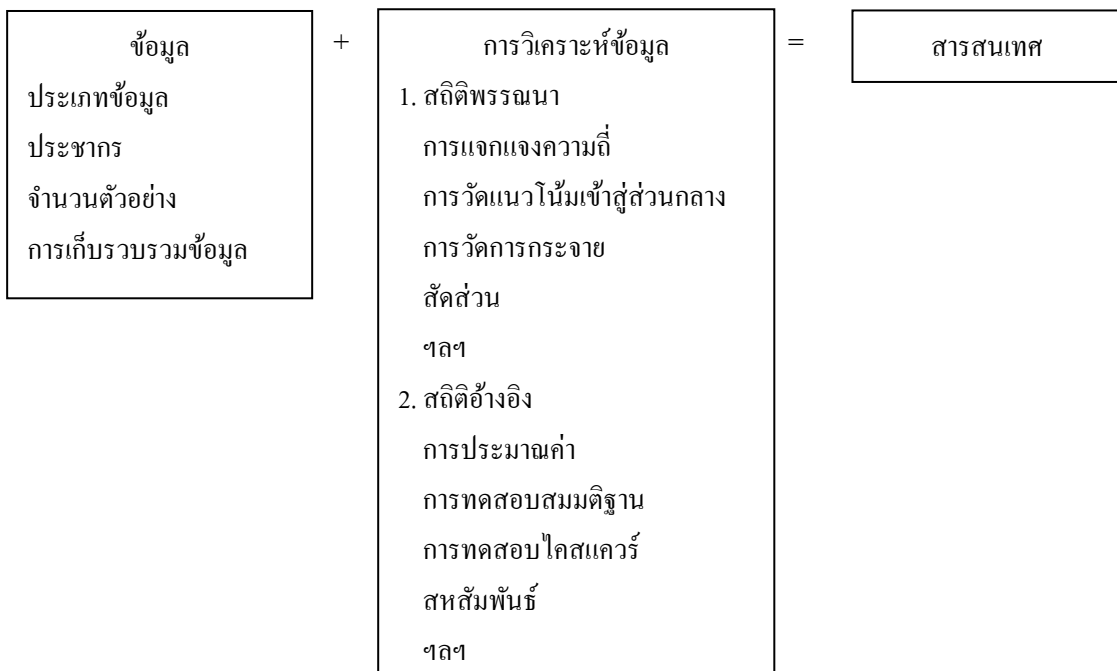 ข้อมูล
ประเภทข้อมูล
ประชากร
จำนวนตัวอย่าง
การเก็บรวบรวมข้อมูล
+
การวิเคราะห์ข้อมูล
1. สถิติพรรณนา
การแจกแจงความถี่
การวัดแนวโน้มเข้าสู่ส่วนกลาง
การวัดการกระจาย
สัดส่วน
ฯลฯ
2. สถิติอ้างอิง
การประมาณค่า
การทดสอบสมมติฐาน
การทดสอบไคสแควร์
สหสัมพันธ์
ฯลฯ
=
สารสนเทศ